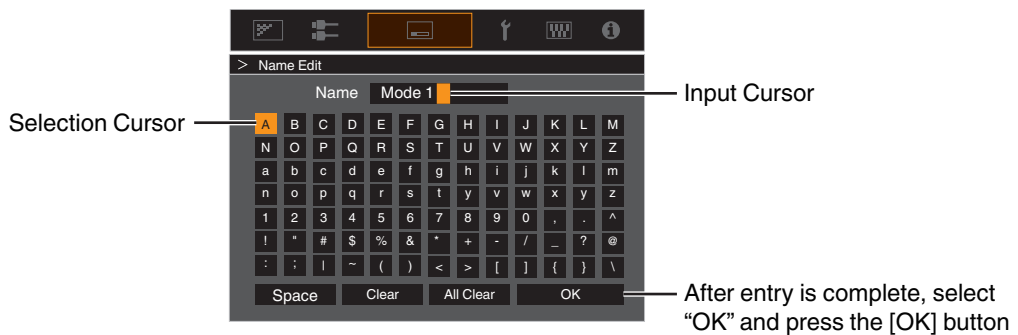 > Name Edit
Name Mode 1
Input Cursor
Selection Cursor
A B C D E F G H I J K L M
N O P Q R S T U V W X Y Z
a b c d e f g h i j k l m
n o p q r s t y v w x y z
1 2 3 4 5 6 7 8 9 0 , . ^
! " # $ % & * + - / _ ? @
: ; | ~ ( ) < > [ ] { } \
Space Clear All Clear OK
After entry is complete, select
“OK” and press the [OK] button